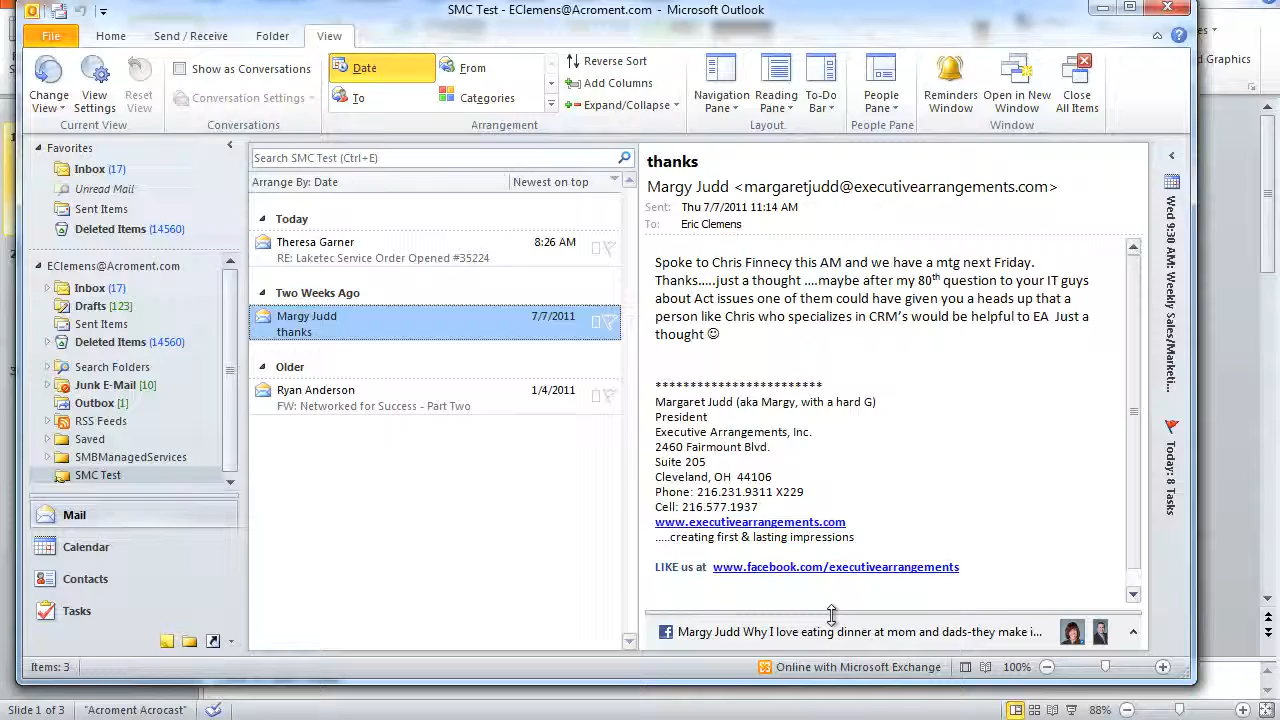 SMC Test - EClemens@Acroment.com - Microsoft Outlook
File Home Send / Receive Folder View
Change View
View Settings
Reset View
Current View
Show as Conversations
Conversation Settings
Conversations
Date From
To Categories
Arrangement
Reverse Sort
Add Columns
Expand/Collapse
Navigation Pane
Reading Pane
To-Do Bar
Layout
People Pane
People Pane
Reminders Window
Open in New Window
Close All Items
Window
d Graphics
Favorites
Inbox (17)
Unread Mail
Sent Items
Deleted Items (14560)
EClemens@Acroment.com
Inbox (17)
Drafts [123]
Sent Items
Deleted Items (14560)
Search Folders
Junk E-Mail [10]
Outbox [1]
RSS Feeds
Saved
SMBManagedServices
SMC Test
Mail
Calendar
Contacts
Tasks
Search SMC Test (Ctrl+E)
Arrange By: Date Newest on top
Today
Theresa Garner 8:26 AM
RE: Laketec Service Order Opened #35224
Two Weeks Ago
Margy Judd 7/7/2011
thanks
Older
Ryan Anderson 1/4/2011
FW: Networked for Success - Part Two
thanks
Margy Judd <margaretjudd@executivearrangements.com>
Sent: Thu 7/7/2011 11:14 AM
To: Eric Clemens
Spoke to Chris Finnecy this AM and we have a mtg next Friday.
Thanks.....just a thought ....maybe after my 80th question to your IT guys
about Act issues one of them could have given you a heads up that a
person like Chris who specializes in CRM's would be helpful to EA  Just a
thought ☺
************************
Margaret Judd (aka Margy, with a hard G)
President
Executive Arrangements, Inc.
2460 Fairmount Blvd.
Suite 205
Cleveland, OH  44106
Phone: 216.231.9311 X229
Cell: 216.577.1937
www.executivearrangements.com
.....creating first & lasting impressions
LIKE us at  www.facebook.com/executivearrangements
Margy Judd Why I love eating dinner at mom and dads-they make i...
Wed 9:30 AM: Weekly Sales/Marketi...
Today: 8 Tasks
Items: 3
Online with Microsoft Exchange 100%
Slide 1 of 3 "Acroment Acrocast" 88%